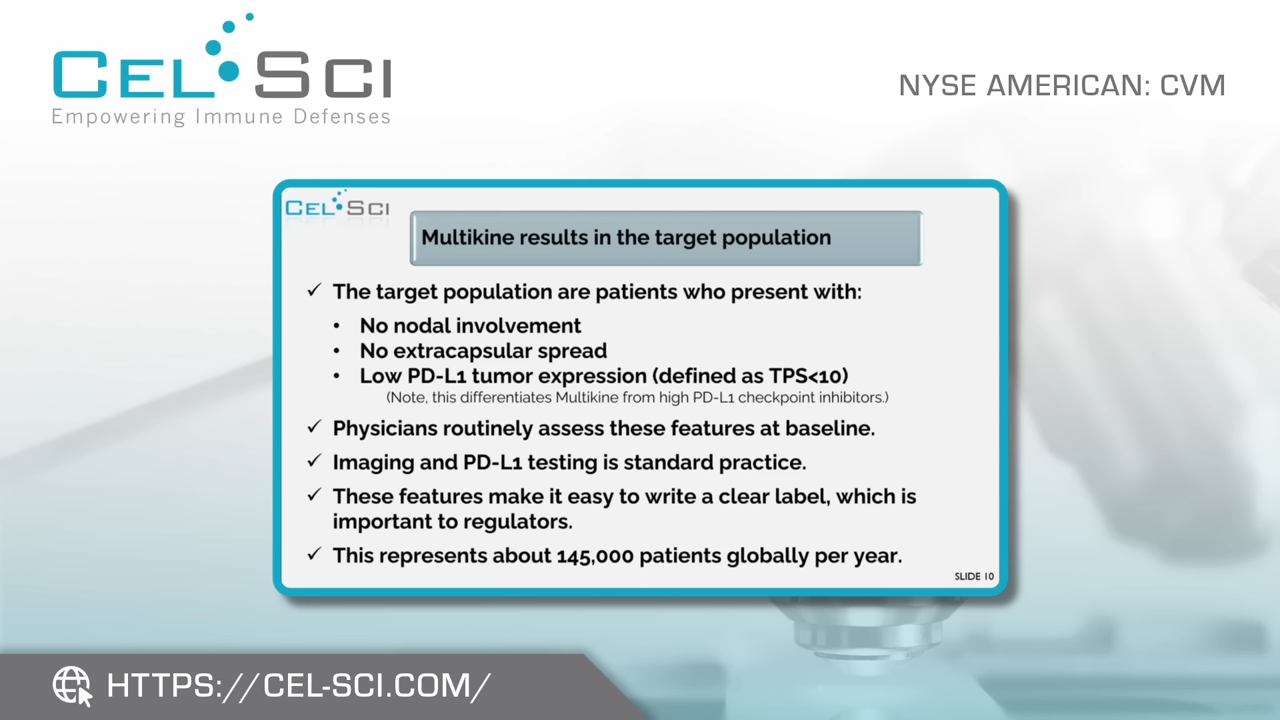 CEL SCI
Empowering Immune Defenses
NYSE AMERICAN: CVM
CEL SCI
Multikine results in the target population
✓ The target population are patients who present with:
• No nodal involvement
• No extracapsular spread
• Low PD-L1 tumor expression (defined as TPS<10)
(Note, this differentiates Multikine from high PD-L1 checkpoint inhibitors.)
✓ Physicians routinely assess these features at baseline.
✓ Imaging and PD-L1 testing is standard practice.
✓ These features make it easy to write a clear label, which is
important to regulators.
✓ This represents about 145,000 patients globally per year.
SLIDE 10
HTTPS://CEL-SCI.COM/